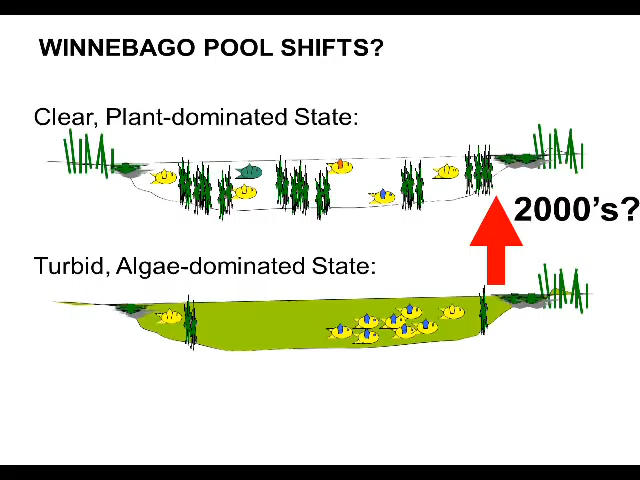 WINNEBAGO POOL SHIFTS?
Clear, Plant-dominated State:
2000's?
Turbid, Algae-dominated State: